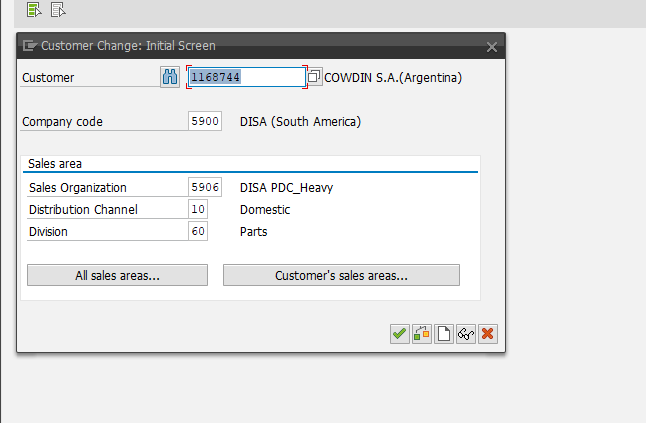 Customer Change: Initial Screen
Customer 1168744 COWDIN S.A.(Argentina)
Company code 5900 DISA (South America)
Sales area
Sales Organization 5906 DISA PDC_Heavy
Distribution Channel 10 Domestic
Division 60 Parts
All sales areas... Customer's sales areas...